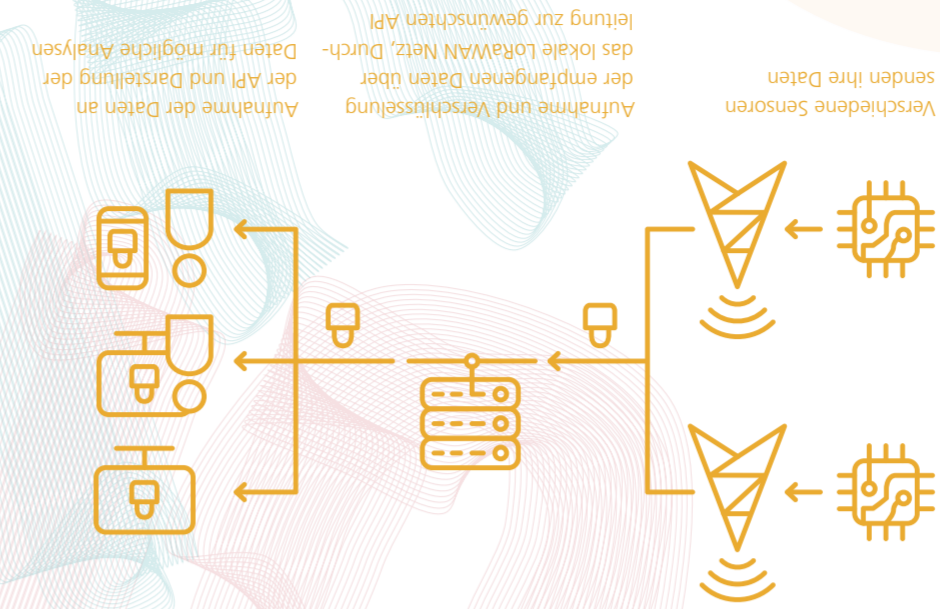 Verschiedene Sensoren
senden ihre Daten
Aufnahme und Verschlüsselung
der empfangenen Daten über
das lokale LoRaWAN Netz, Durch-
leitung zur gewünschten API
Aufnahme der Daten an
der API und Darstellung der
Daten für mögliche Analysen